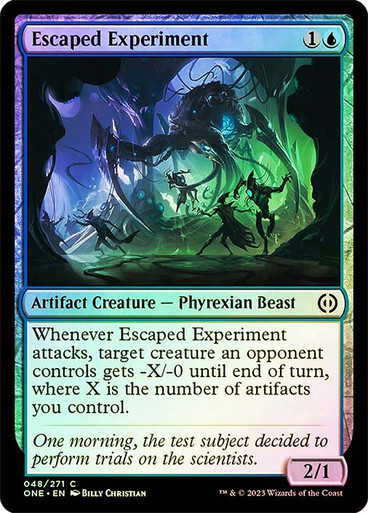 Escaped Experiment 1
Artifact Creature — Phyrexian Beast
Whenever Escaped Experiment
attacks, target creature an opponent
controls gets -X/-0 until end of turn,
where X is the number of artifacts
you control.
One morning, the test subject decided to
perform trials on the scientists.
2/1
048/271 C
ONE • EN Billy Christian
™ & © 2023 Wizards of the Coast